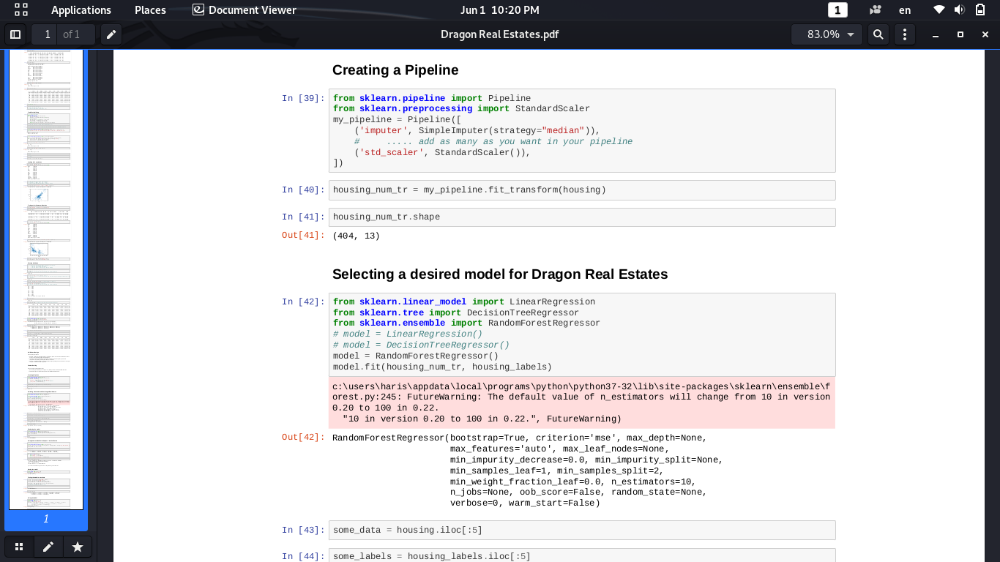 Applications Places Document Viewer Jun 1 10:20 PM 1 en
1 of 1 Dragon Real Estates.pdf 83.0%
Creating a Pipeline
In [39]: from sklearn.pipeline import Pipeline
from sklearn.preprocessing import StandardScaler
my_pipeline = Pipeline([
('imputer', SimpleImputer(strategy="median")),
# ..... add as many as you want in your pipeline
('std_scaler', StandardScaler()),
])
In [40]: housing_num_tr = my_pipeline.fit_transform(housing)
In [41]: housing_num_tr.shape
Out[41]: (404, 13)
Selecting a desired model for Dragon Real Estates
In [42]: from sklearn.linear_model import LinearRegression
from sklearn.tree import DecisionTreeRegressor
from sklearn.ensemble import RandomForestRegressor
# model = LinearRegression()
# model = DecisionTreeRegressor()
model = RandomForestRegressor()
model.fit(housing_num_tr, housing_labels)
c:\users\haris\appdata\local\programs\python\python37-32\lib\site-packages\sklearn\ensemble\f
orest.py:245: FutureWarning: The default value of n_estimators will change from 10 in version
0.20 to 100 in 0.22.
"10 in version 0.20 to 100 in 0.22.", FutureWarning)
Out[42]: RandomForestRegressor(bootstrap=True, criterion='mse', max_depth=None,
max_features='auto', max_leaf_nodes=None,
min_impurity_decrease=0.0, min_impurity_split=None,
min_samples_leaf=1, min_samples_split=2,
min_weight_fraction_leaf=0.0, n_estimators=10,
n_jobs=None, oob_score=False, random_state=None,
verbose=0, warm_start=False)
In [43]: some_data = housing.iloc[:5]
1
In [44]: some_labels = housing_labels.iloc[:5]